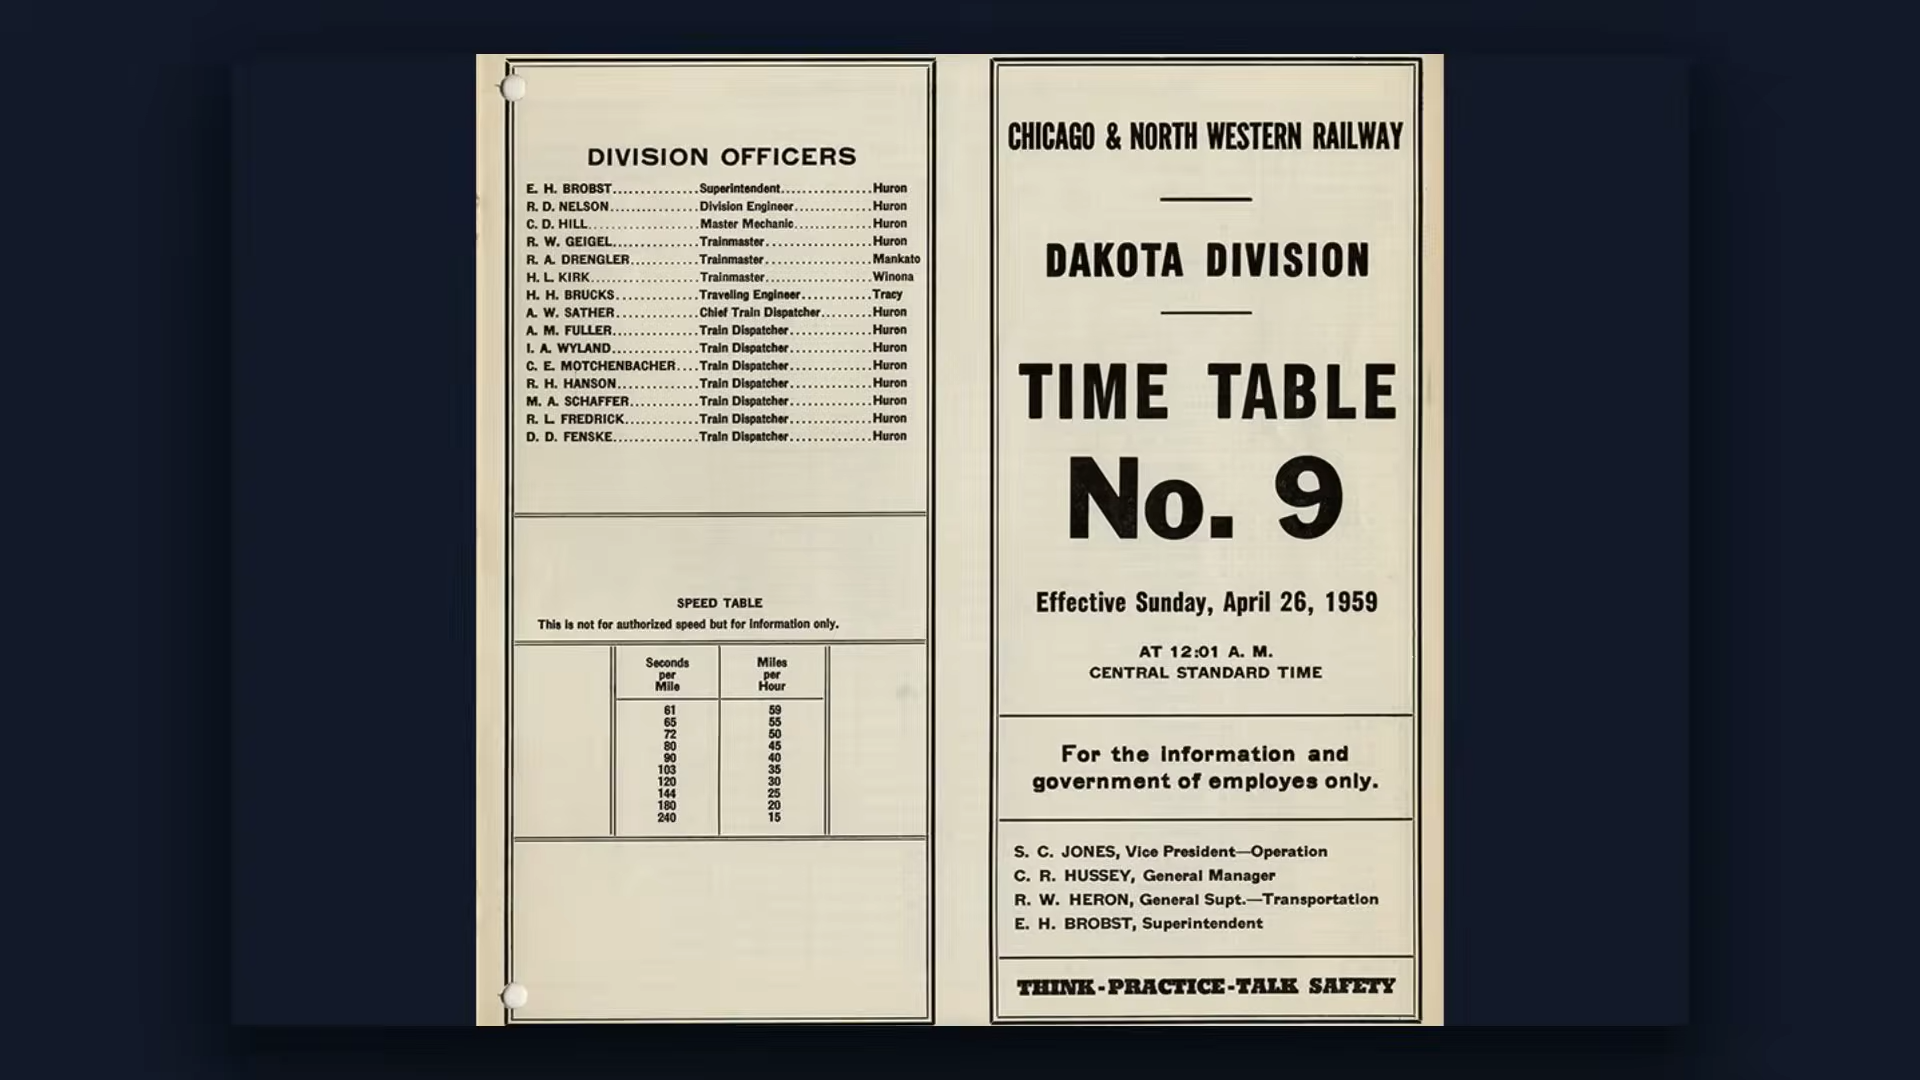 DIVISION OFFICERS
E. H. BROBST..............Superintendent...............Huron
R. D. NELSON..............Division Engineer.............Huron
C. D. HILL..................Master Mechanic.............Huron
R. W. GEIGEL..............Trainmaster..................Huron
R. A. DRENGLER...........Trainmaster..................Mankato
H. L. KIRK..................Trainmaster..................Winona
H. H. BRUCKS.............Traveling Engineer...........Tracy
A. W. SATHER.............Chief Train Dispatcher........Huron
A. M. FULLER..............Train Dispatcher..............Huron
I. A. WYLAND..............Train Dispatcher..............Huron
C. E. MOTCHENBACHER....Train Dispatcher..............Huron
R. H. HANSON.............Train Dispatcher..............Huron
M. A. SCHAFFER...........Train Dispatcher..............Huron
R. L. FREDRICK............Train Dispatcher..............Huron
D. D. FENSKE..............Train Dispatcher..............Huron
SPEED TABLE
This is not for authorized speed but for information only.
Seconds per Mile Miles per Hour
61 59
65 55
72 50
80 45
90 40
103 35
120 30
144 25
180 20
240 15
CHICAGO & NORTH WESTERN RAILWAY
DAKOTA DIVISION
TIME TABLE
No. 9
Effective Sunday, April 26, 1959
AT 12:01 A. M.
CENTRAL STANDARD TIME
For the information and
government of employes only.
S. C. JONES, Vice President—Operation
C. R. HUSSEY, General Manager
R. W. HERON, General Supt.—Transportation
E. H. BROBST, Superintendent
THINK-PRACTICE-TALK SAFETY